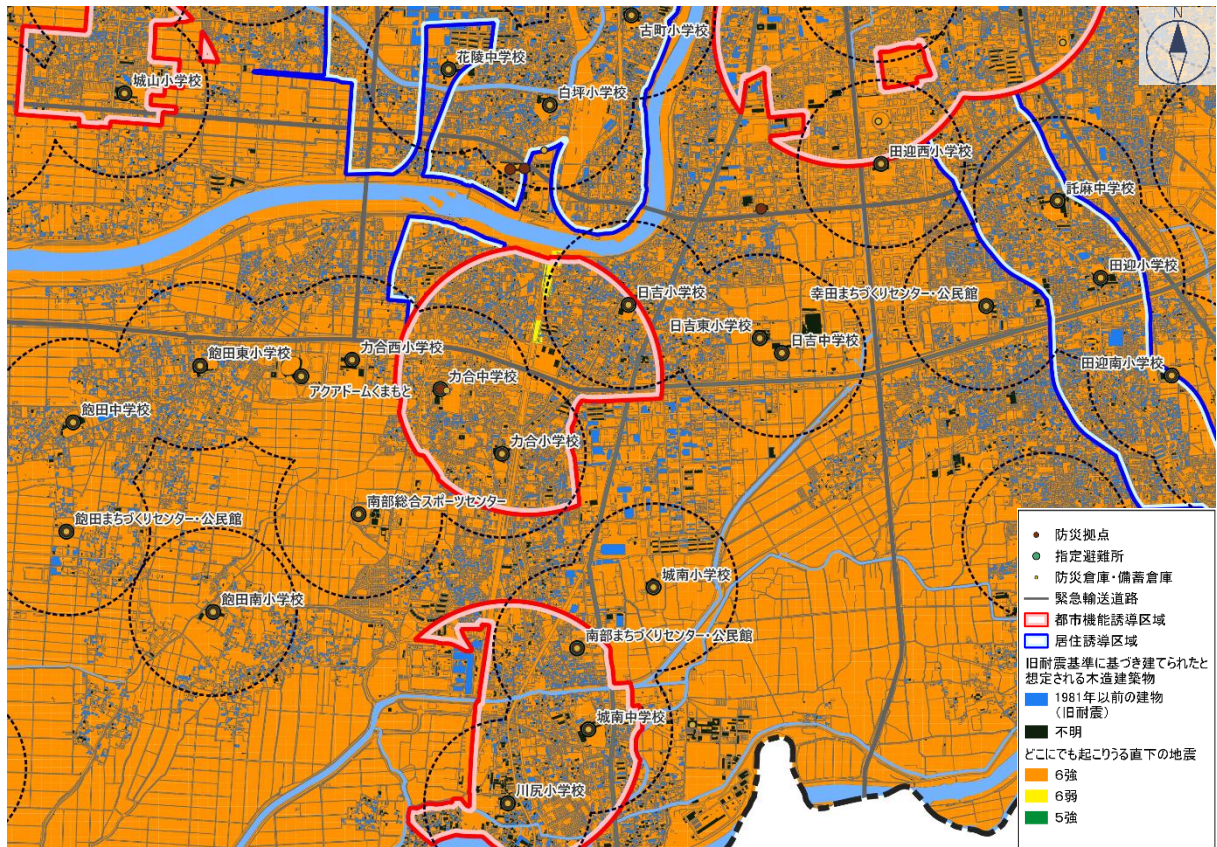 古町小学校
N
花陵中学校
城山小学校
白坪小学校
田迎西小学校
託麻中学校
田迎小学校
日吉小学校
幸田まちづくりセンター・公民館
日吉東小学校
日吉中学校
飽田東小学校
力合西小学校
アクアドームくまもと
力合中学校
田迎南小学校
飽田中学校
力合小学校
南部総合スポーツセンター
飽田まちづくりセンター・公民館
城南小学校
飽田南小学校
南部まちづくりセンター・公民館
城南中学校
川尻小学校
防災拠点
指定避難所
防災倉庫・備蓄倉庫
緊急輸送道路
都市機能誘導区域
居住誘導区域
旧耐震基準に基づき建てられたと
想定される木造建築物
1981年以前の建物
（旧耐震）
不明
どこにでも起こりうる直下の地震
6強
6弱
5強